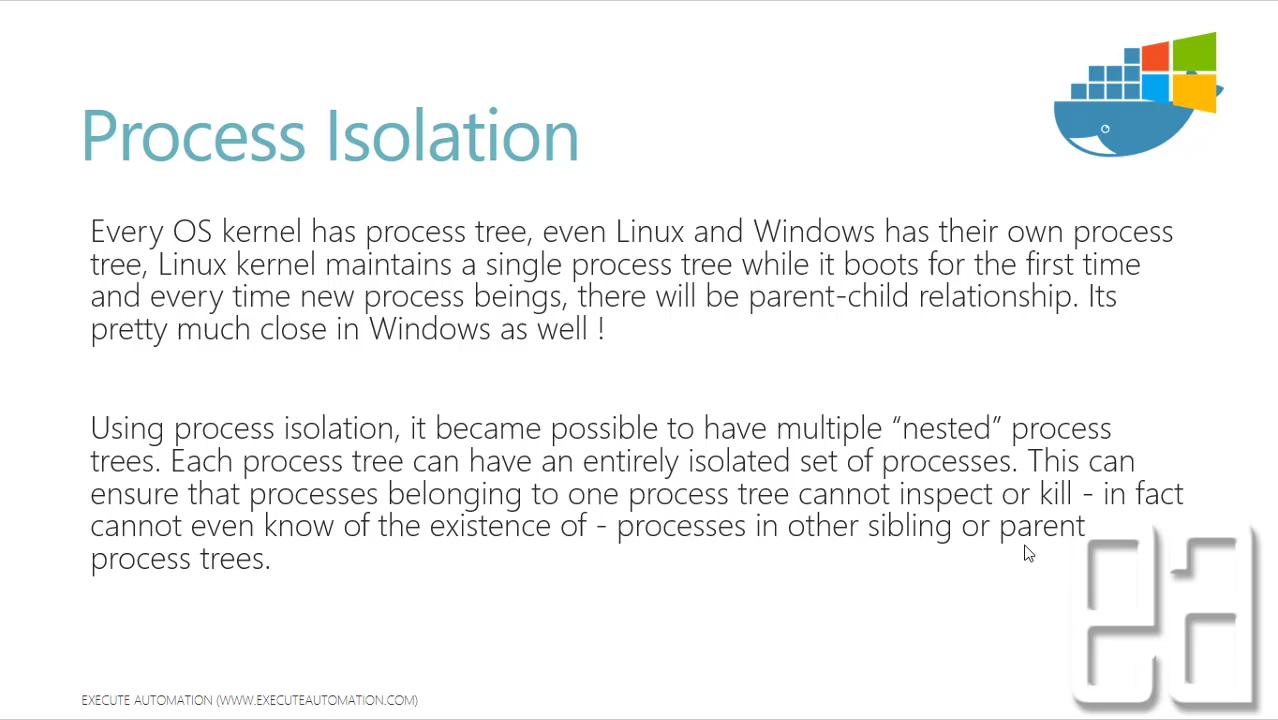 Process Isolation
Every OS kernel has process tree, even Linux and Windows has their own process
tree, Linux kernel maintains a single process tree while it boots for the first time
and every time new process beings, there will be parent-child relationship. Its
pretty much close in Windows as well !
Using process isolation, it became possible to have multiple “nested” process
trees. Each process tree can have an entirely isolated set of processes. This can
ensure that processes belonging to one process tree cannot inspect or kill - in fact
cannot even know of the existence of - processes in other sibling or parent
process trees.
ea
EXECUTE AUTOMATION (WWW.EXECUTEAUTOMATION.COM)